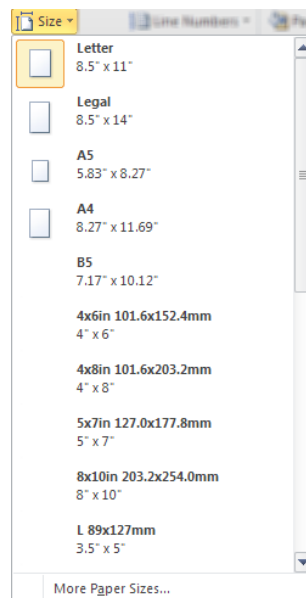 Size
Line Numbers
Letter
8.5" x 11"
Legal
8.5" x 14"
A5
5.83" x 8.27"
A4
8.27" x 11.69"
B5
7.17" x 10.12"
4x6in 101.6x152.4mm
4" x 6"
4x8in 101.6x203.2mm
4" x 8"
5x7in 127.0x177.8mm
5" x 7"
8x10in 203.2x254.0mm
8" x 10"
L 89x127mm
3.5" x 5"
More Paper Sizes...